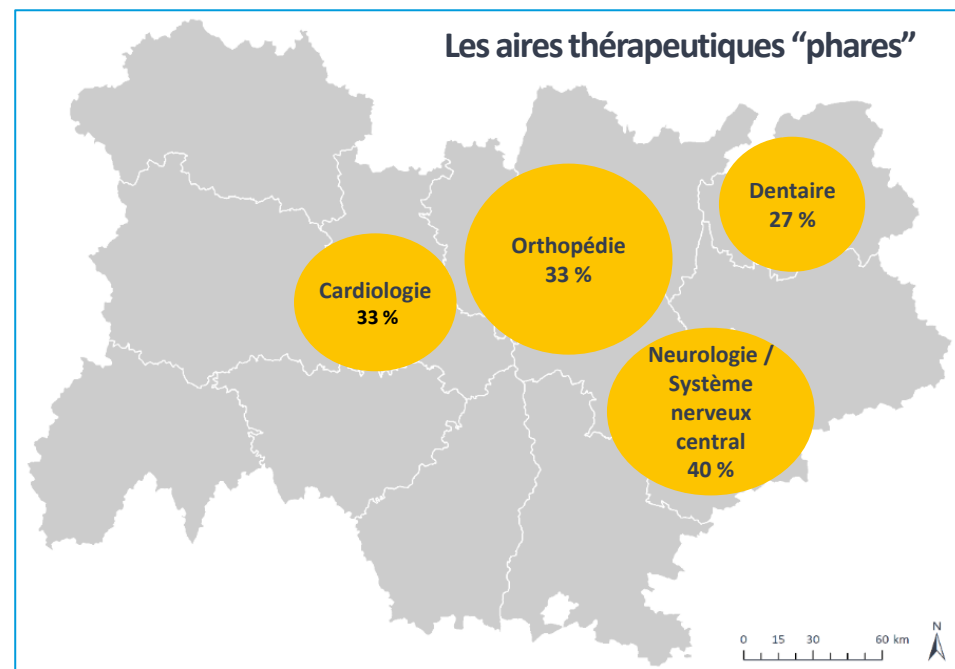 Les aires thérapeutiques “phares”
Dentaire
27 %
Orthopédie
33 %
Cardiologie
33 %
Neurologie /
Système
nerveux
central
40 %
0 15 30 60 km
N